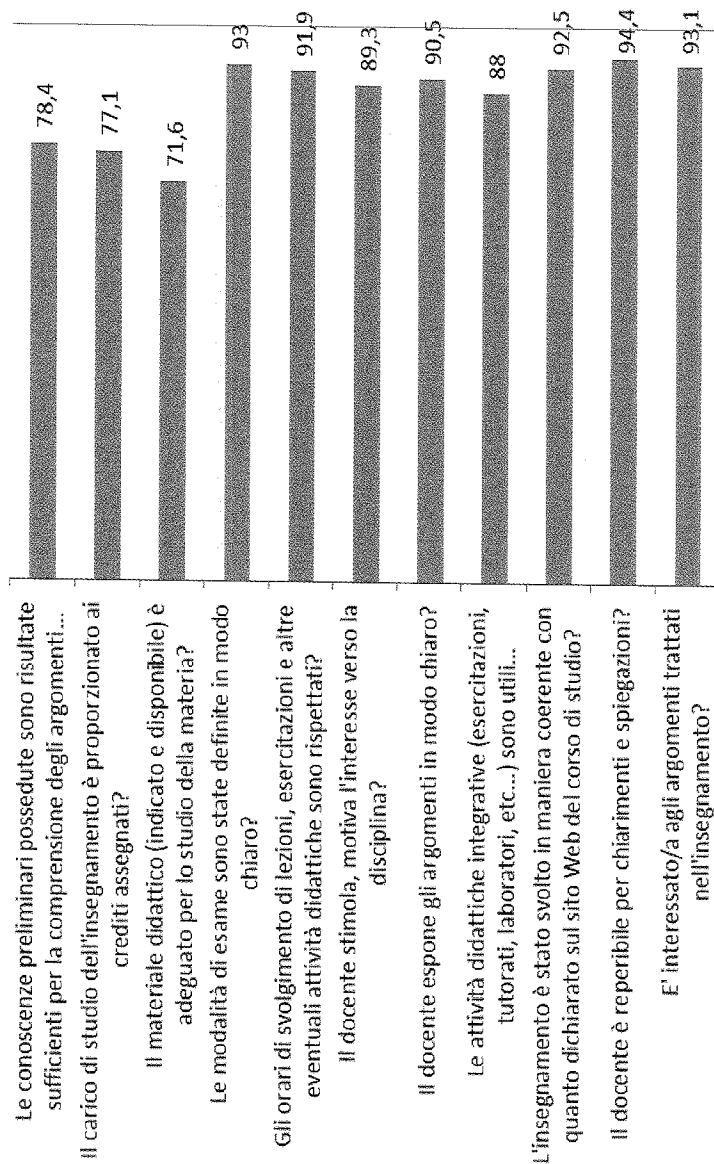 Le conoscenze preliminari possedute sono risultate
sufficienti per la comprensione degli argomenti...
78,4
Il carico di studio dell'insegnamento è proporzionato ai
crediti assegnati?
77,1
Il materiale didattico (indicato e disponibile) è
adeguato per lo studio della materia?
71,6
Le modalità di esame sono state definite in modo
chiaro?
93
Gli orari di svolgimento di lezioni, esercitazioni e altre
eventuali attività didattiche sono rispettati?
91,9
Il docente stimola, motiva l'interesse verso la
disciplina?
89,3
Il docente espone gli argomenti in modo chiaro?
90,5
Le attività didattiche integrative (esercitazioni,
tutorati, laboratori, etc...) sono utili...
88
L'insegnamento è stato svolto in maniera coerente con
quanto dichiarato sul sito Web del corso di studio?
92,5
Il docente è reperibile per chiarimenti e spiegazioni?
94,4
E' interessato/a agli argomenti trattati
nell'insegnamento?
93,1